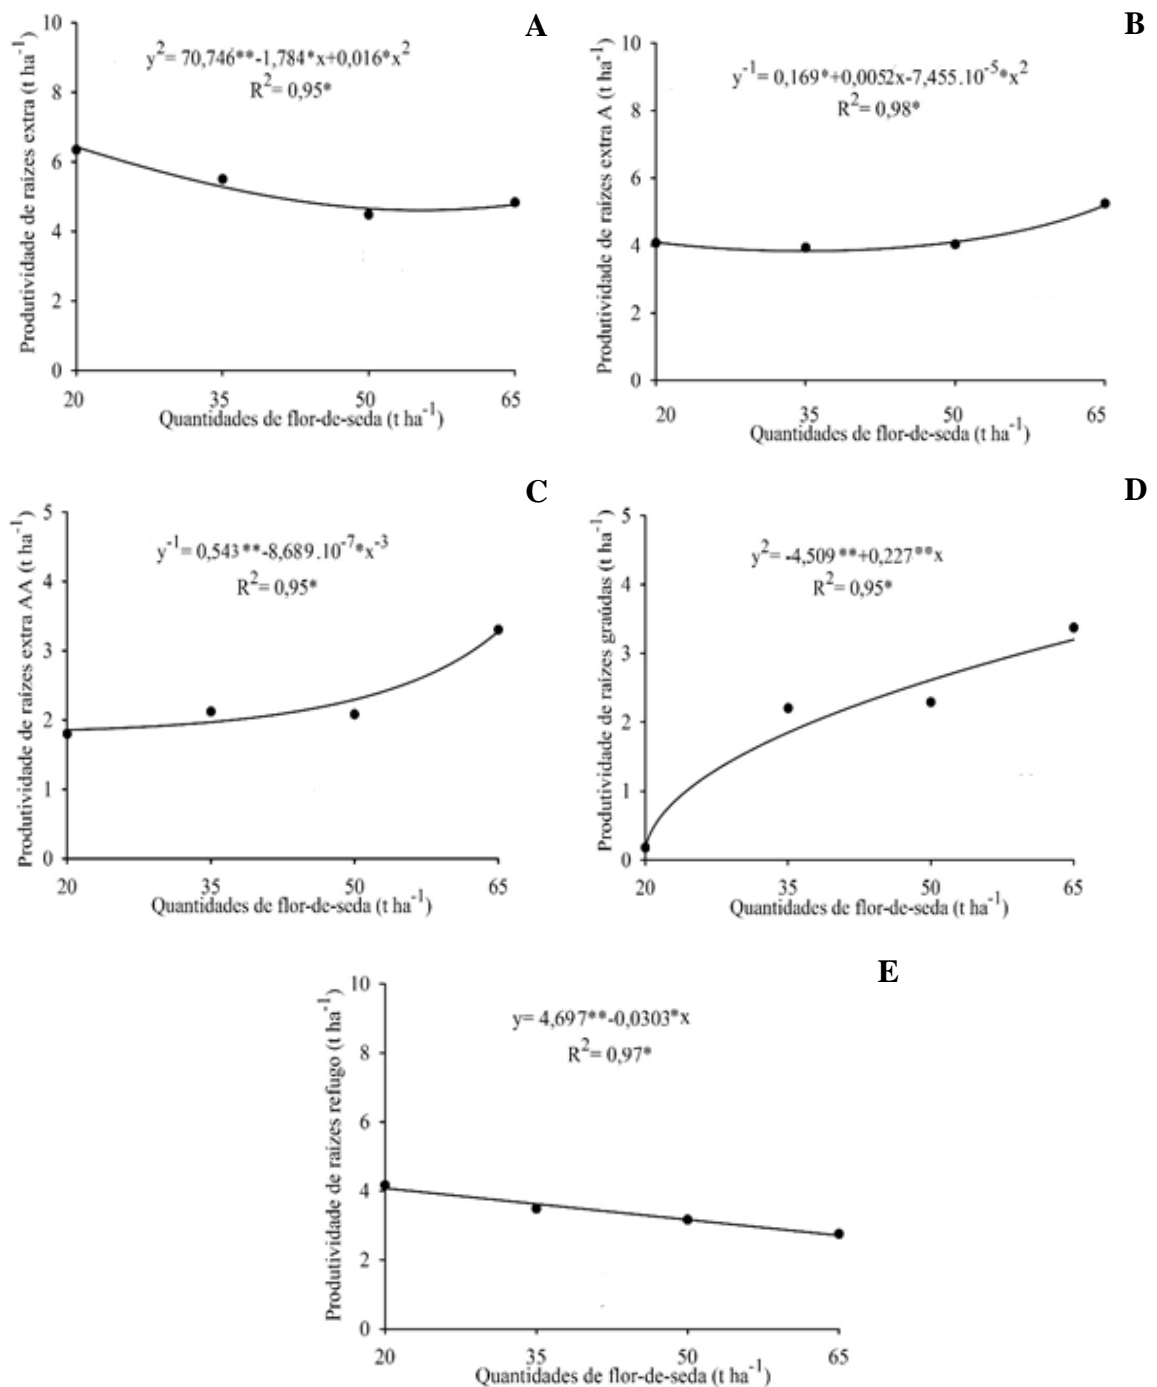 A
y²= 70,746**-1,784*x+0,016*x²
R²= 0,95*
Produtividade de raízes extra (t ha⁻¹)
10
8
6
4
2
0
20 35 50 65
Quantidades de flor-de-seda (t ha⁻¹)
B
y⁻¹= 0,169*+0,0052x-7,455.10⁻⁵*x²
R²= 0,98*
Produtividade de raízes extra A (t ha⁻¹)
10
8
6
4
2
0
20 35 50 65
Quantidades de flor-de-seda (t ha⁻¹)
C
y⁻¹= 0,543**-8,689.10⁻⁷*x⁻³
R²= 0,95*
Produtividade de raízes extra AA (t ha⁻¹)
5
4
3
2
1
0
20 35 50 65
Quantidades de flor-de-seda (t ha⁻¹)
D
y²= -4,509**+0,227**x
R²= 0,95*
Produtividade de raízes graúdas (t ha⁻¹)
5
4
3
2
1
0
20 35 50 65
Quantidades de flor-de-seda (t ha⁻¹)
E
y= 4,697**-0,0303*x
R²= 0,97*
Produtividade de raízes refugo (t ha⁻¹)
10
8
6
4
2
0
20 35 50 65
Quantidades de flor-de-seda (t ha⁻¹)